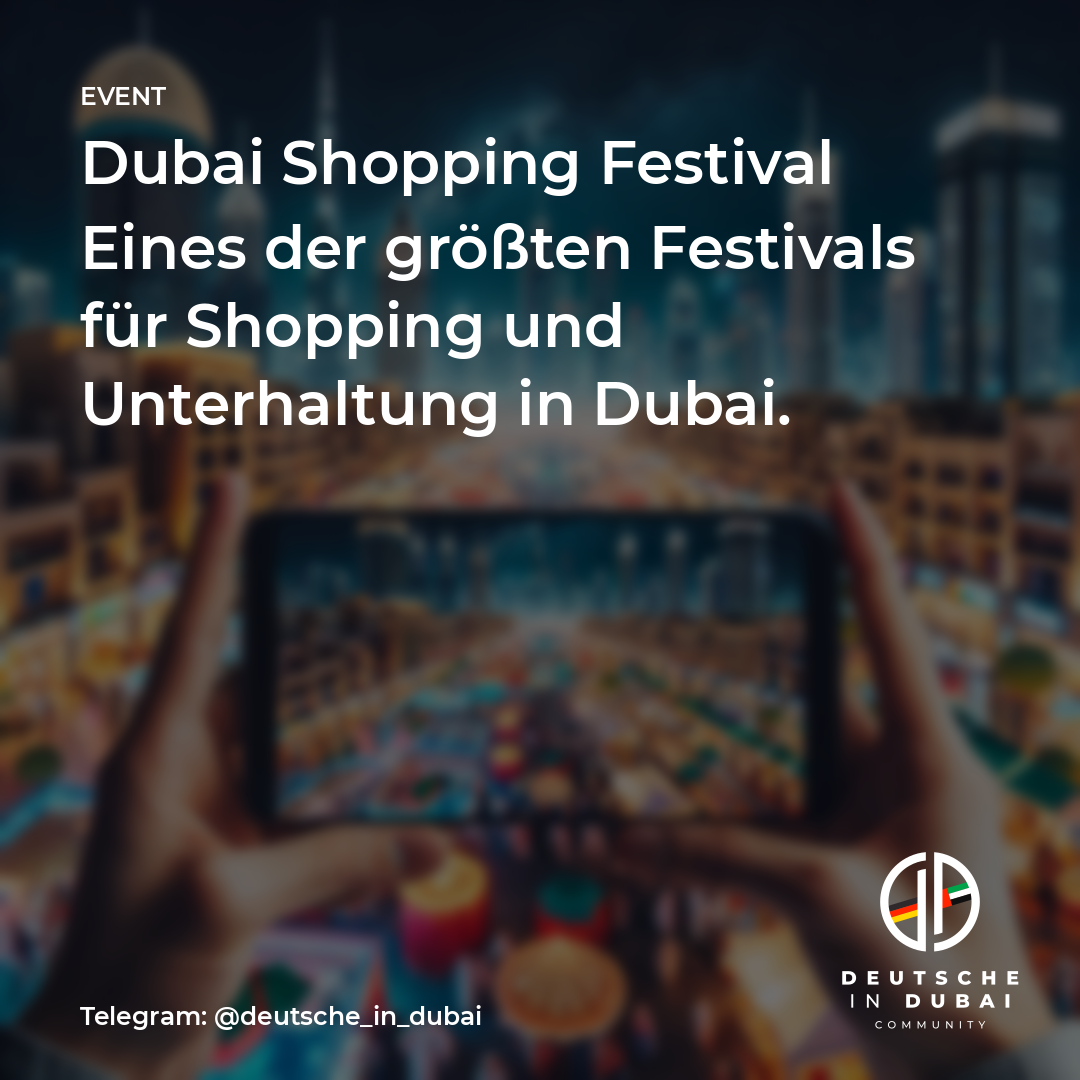 EVENT
Dubai Shopping Festival
Eines der größten Festivals
für Shopping und
Unterhaltung in Dubai.
DEUTSCHE
IN DUBAI
COMMUNITY
Telegram: @deutsche_in_dubai